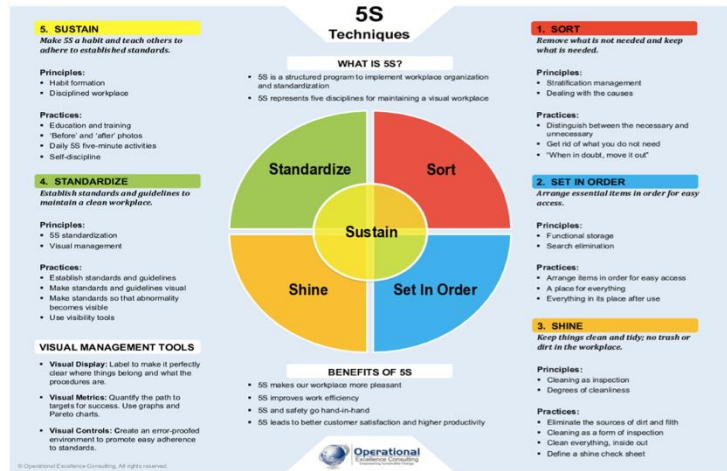 5S
Techniques
5. SUSTAIN
Make 5S a habit and teach others to
adhere to established standards.
Principles:
• Habit formation
• Disciplined workplace
Practices:
• Education and training
• 'Before' and 'after' photos
• Daily 5S five-minute activities
• Self-discipline
4. STANDARDIZE
Establish standards and guidelines to
maintain a clean workplace.
Principles:
• 5S standardization
• Visual management
Practices:
• Establish standards and guidelines
• Make standards and guidelines visual
• Make standards so that abnormality
becomes visible
• Use visibility tools
VISUAL MANAGEMENT TOOLS
• Visual Display: Label to make it perfectly
clear where things belong and what the
procedures are.
• Visual Metrics: Quantify the path to
targets for success. Use graphs and
Pareto charts.
• Visual Controls: Create an error-proofed
environment to promote easy adherence
to standards.
WHAT IS 5S?
• 5S is a structured program to implement workplace organization
and standardization
• 5S represents five disciplines for maintaining a visual workplace
Standardize
Sort
Sustain
Shine
Set In Order
BENEFITS OF 5S
• 5S makes our workplace more pleasant
• 5S improves work efficiency
• 5S and safety go hand-in-hand
• 5S leads to better customer satisfaction and higher productivity
1. SORT
Remove what is not needed and keep
what is needed.
Principles:
• Stratification management
• Dealing with the causes
Practices:
• Distinguish between the necessary and
unnecessary
• Get rid of what you do not need
• "When in doubt, move it out"
2. SET IN ORDER
Arrange essential items in order for easy
access.
Principles:
• Functional storage
• Search elimination
Practices:
• Arrange items in order for easy access
• A place for everything
• Everything in its place after use
3. SHINE
Keep things clean and tidy; no trash or
dirt in the workplace.
Principles:
• Cleaning as inspection
• Degrees of cleanliness
Practices:
• Eliminate the sources of dirt and filth
• Cleaning as a form of inspection
• Clean everything, inside out
• Define a shine check sheet
Operational
Excellence Consulting
© Operational Excellence Consulting. All rights reserved.